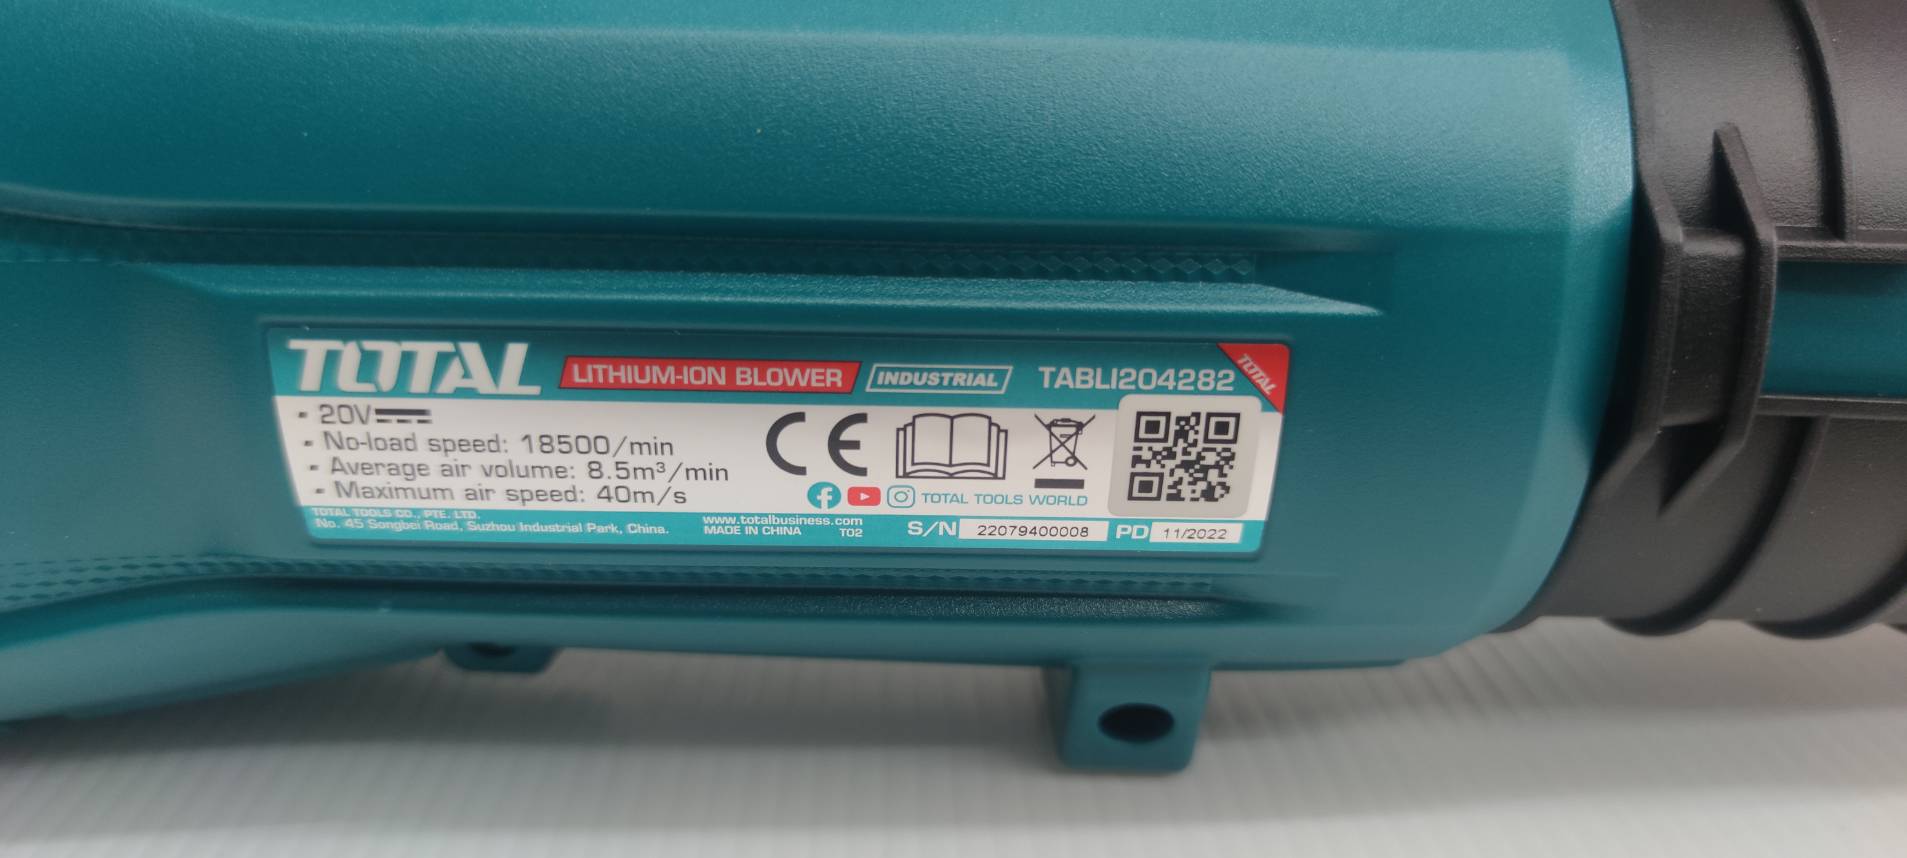 TOTAL LITHIUM-ION BLOWER INDUSTRIAL TABLI204282 TOTAL
• 20V
• No-load speed: 18500/min
• Average air volume: 8.5m³/min
• Maximum air speed: 40m/s
CE
TOTAL TOOLS WORLD
TOTAL TOOLS CO., PTE. LTD.
No. 45 Songbei Road, Suzhou Industrial Park, China.
www.totalbusiness.com
MADE IN CHINA T02
S/N 22079400008 PD 11/2022